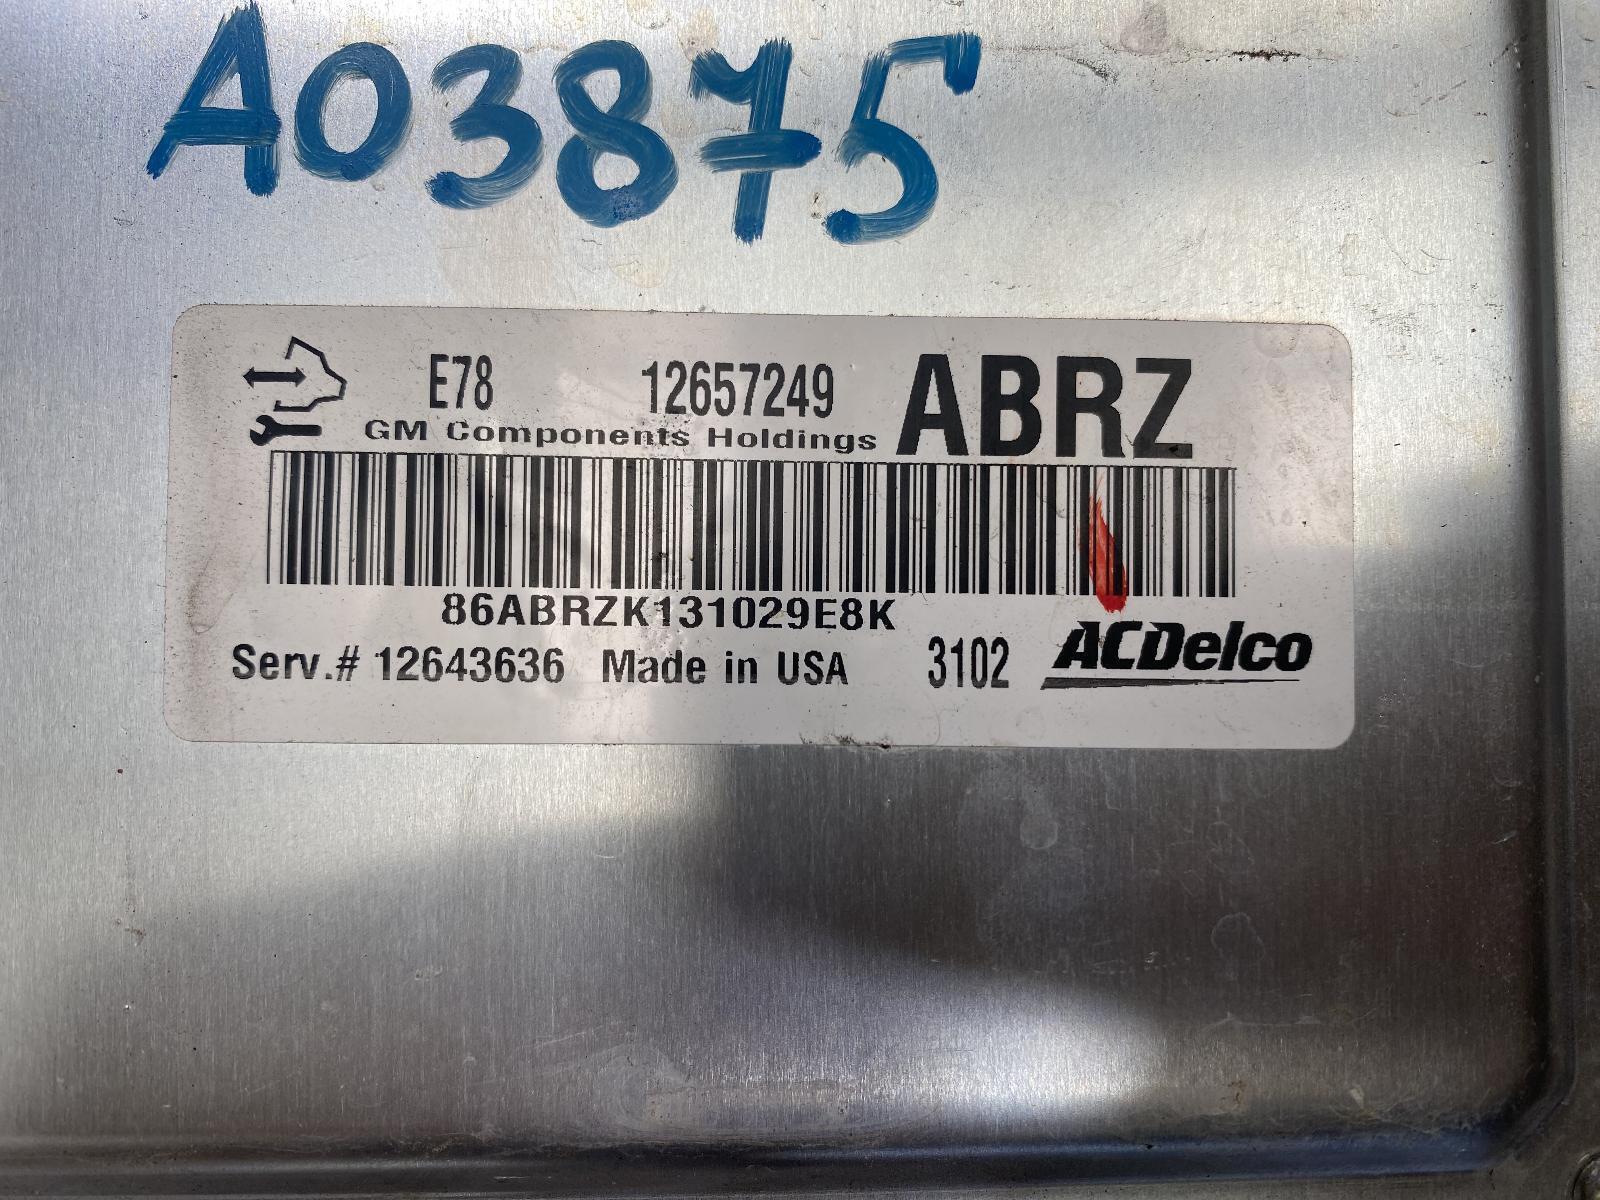 A03875
E78 12657249 ABRZ
GM Components Holdings
86ABRZK131029E8K
Serv.# 12643636 Made in USA 3102 ACDelco